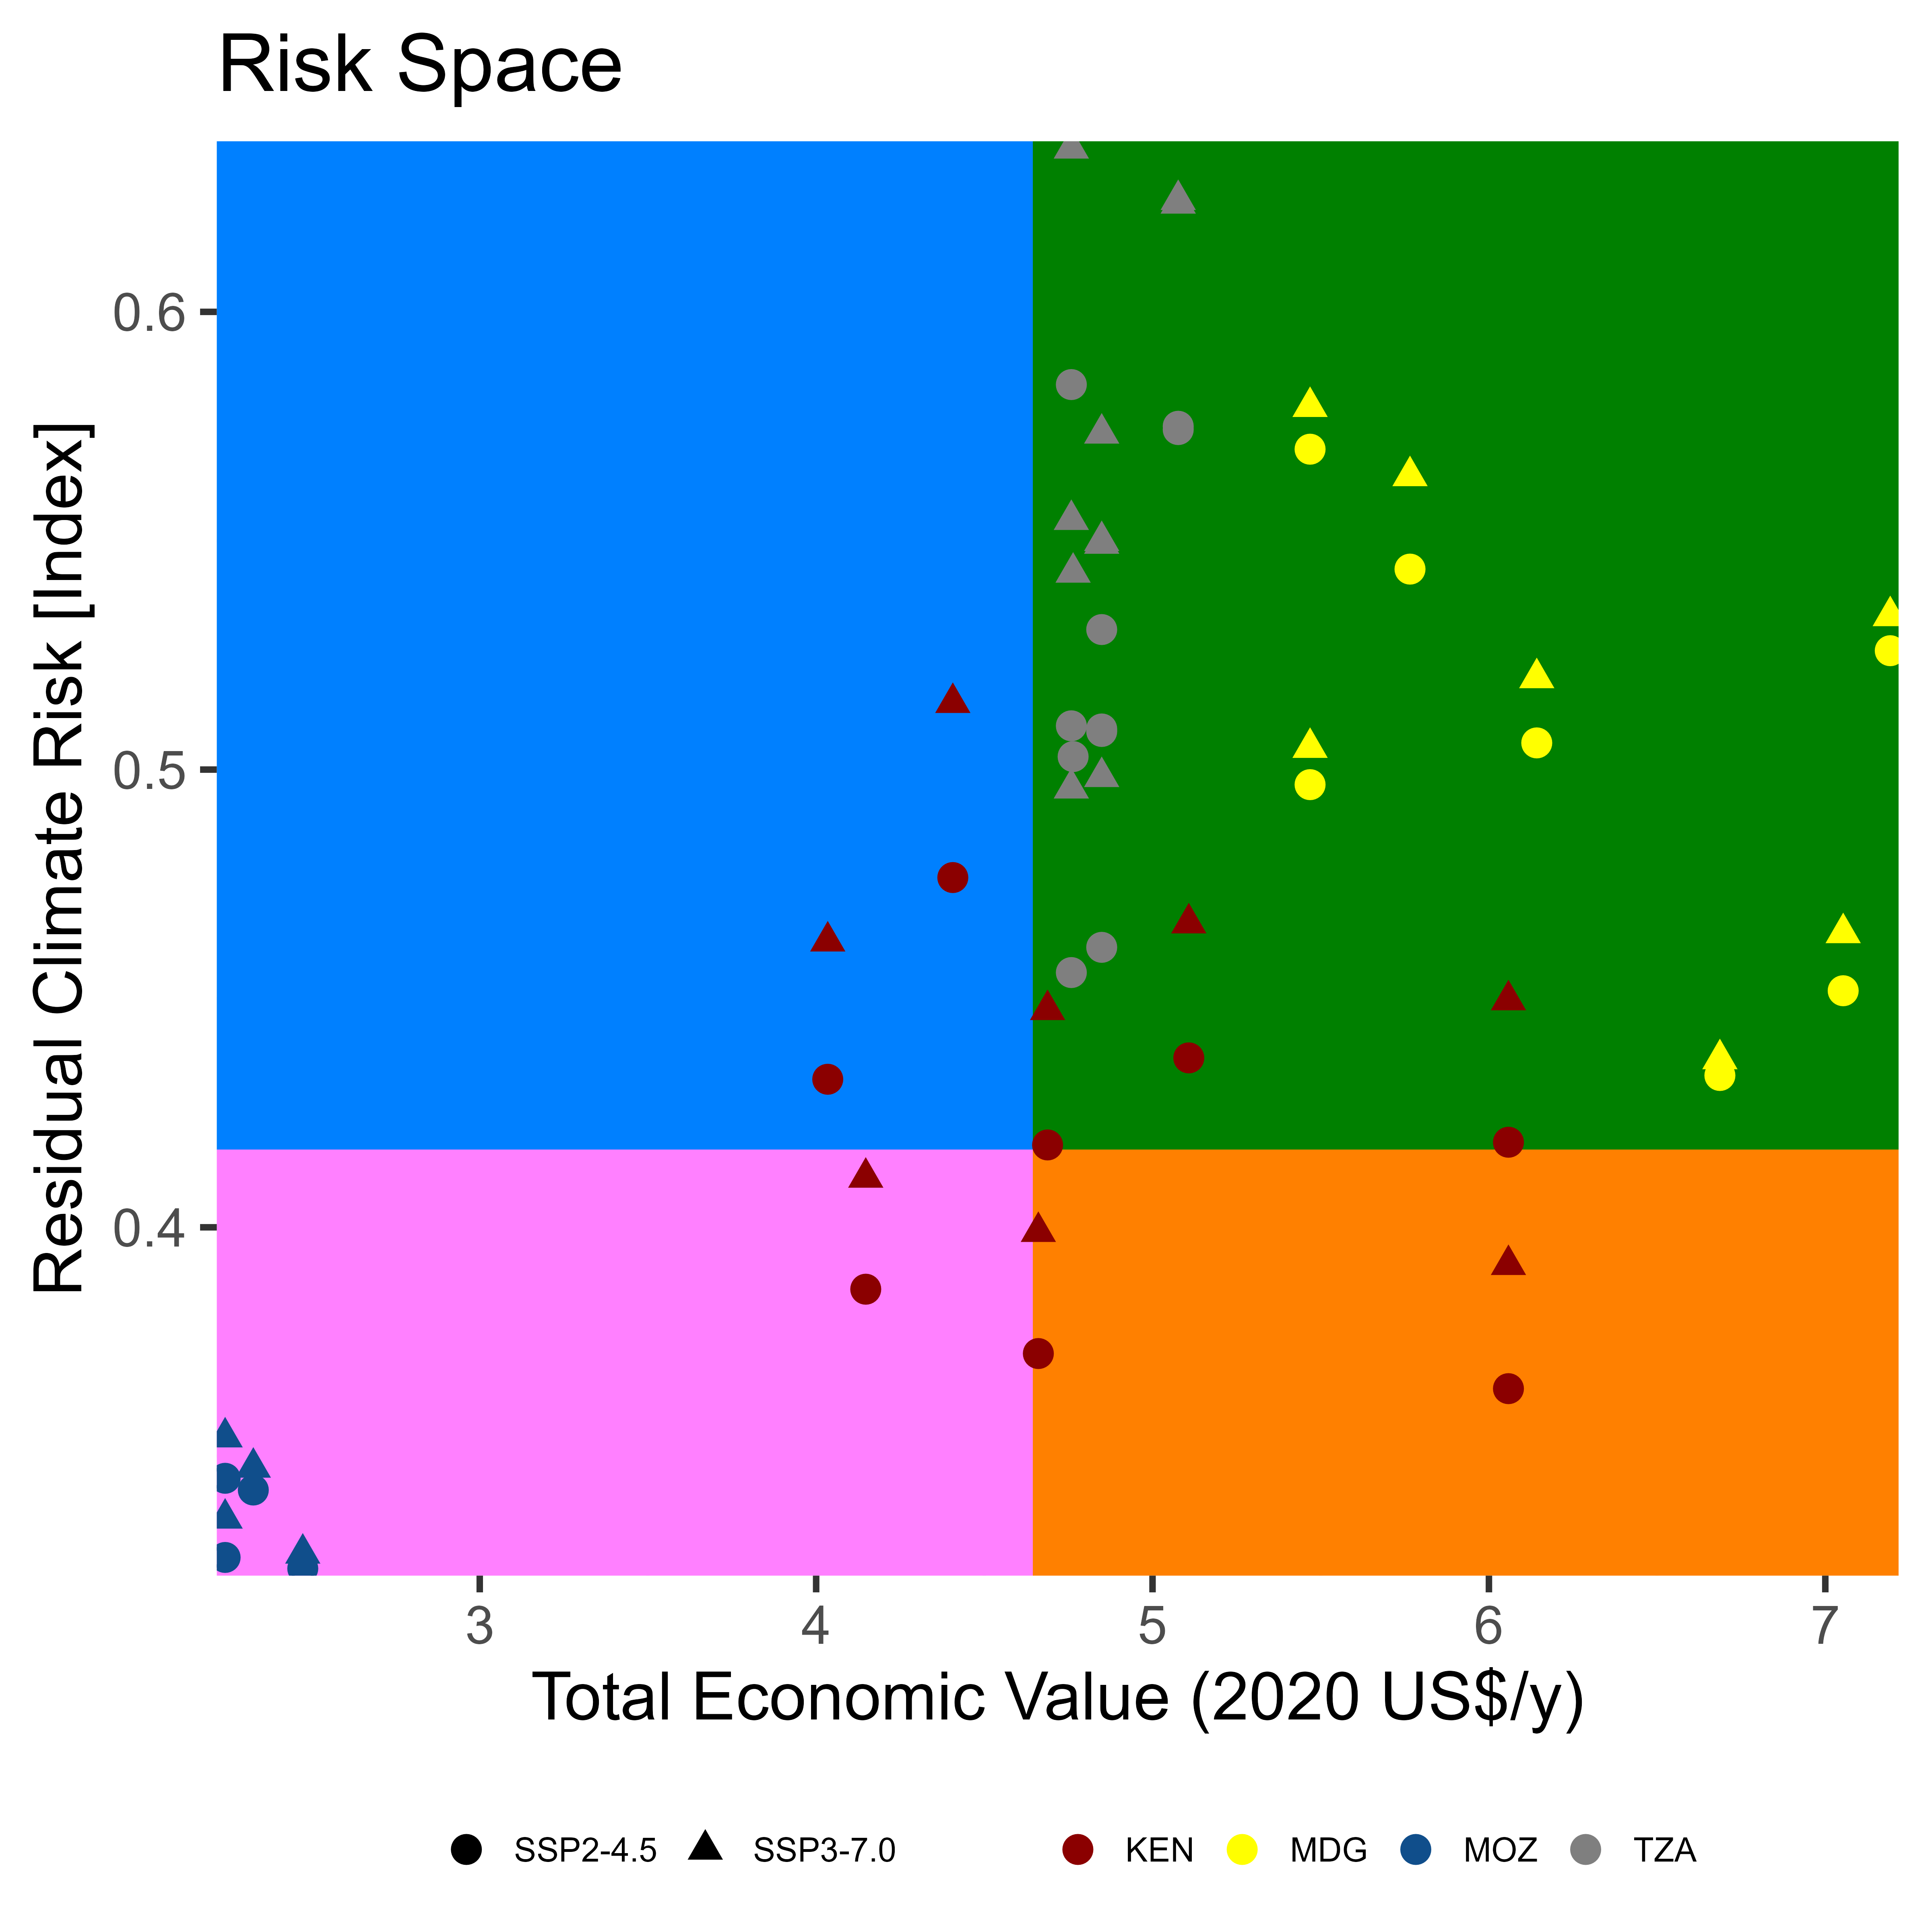 Risk Space
Residual Climate Risk [Index]
0.6
0.5
0.4
3 4 5 6 7
Total Economic Value (2020 US$/y)
SSP2-4.5 SSP3-7.0 KEN MDG MOZ TZA